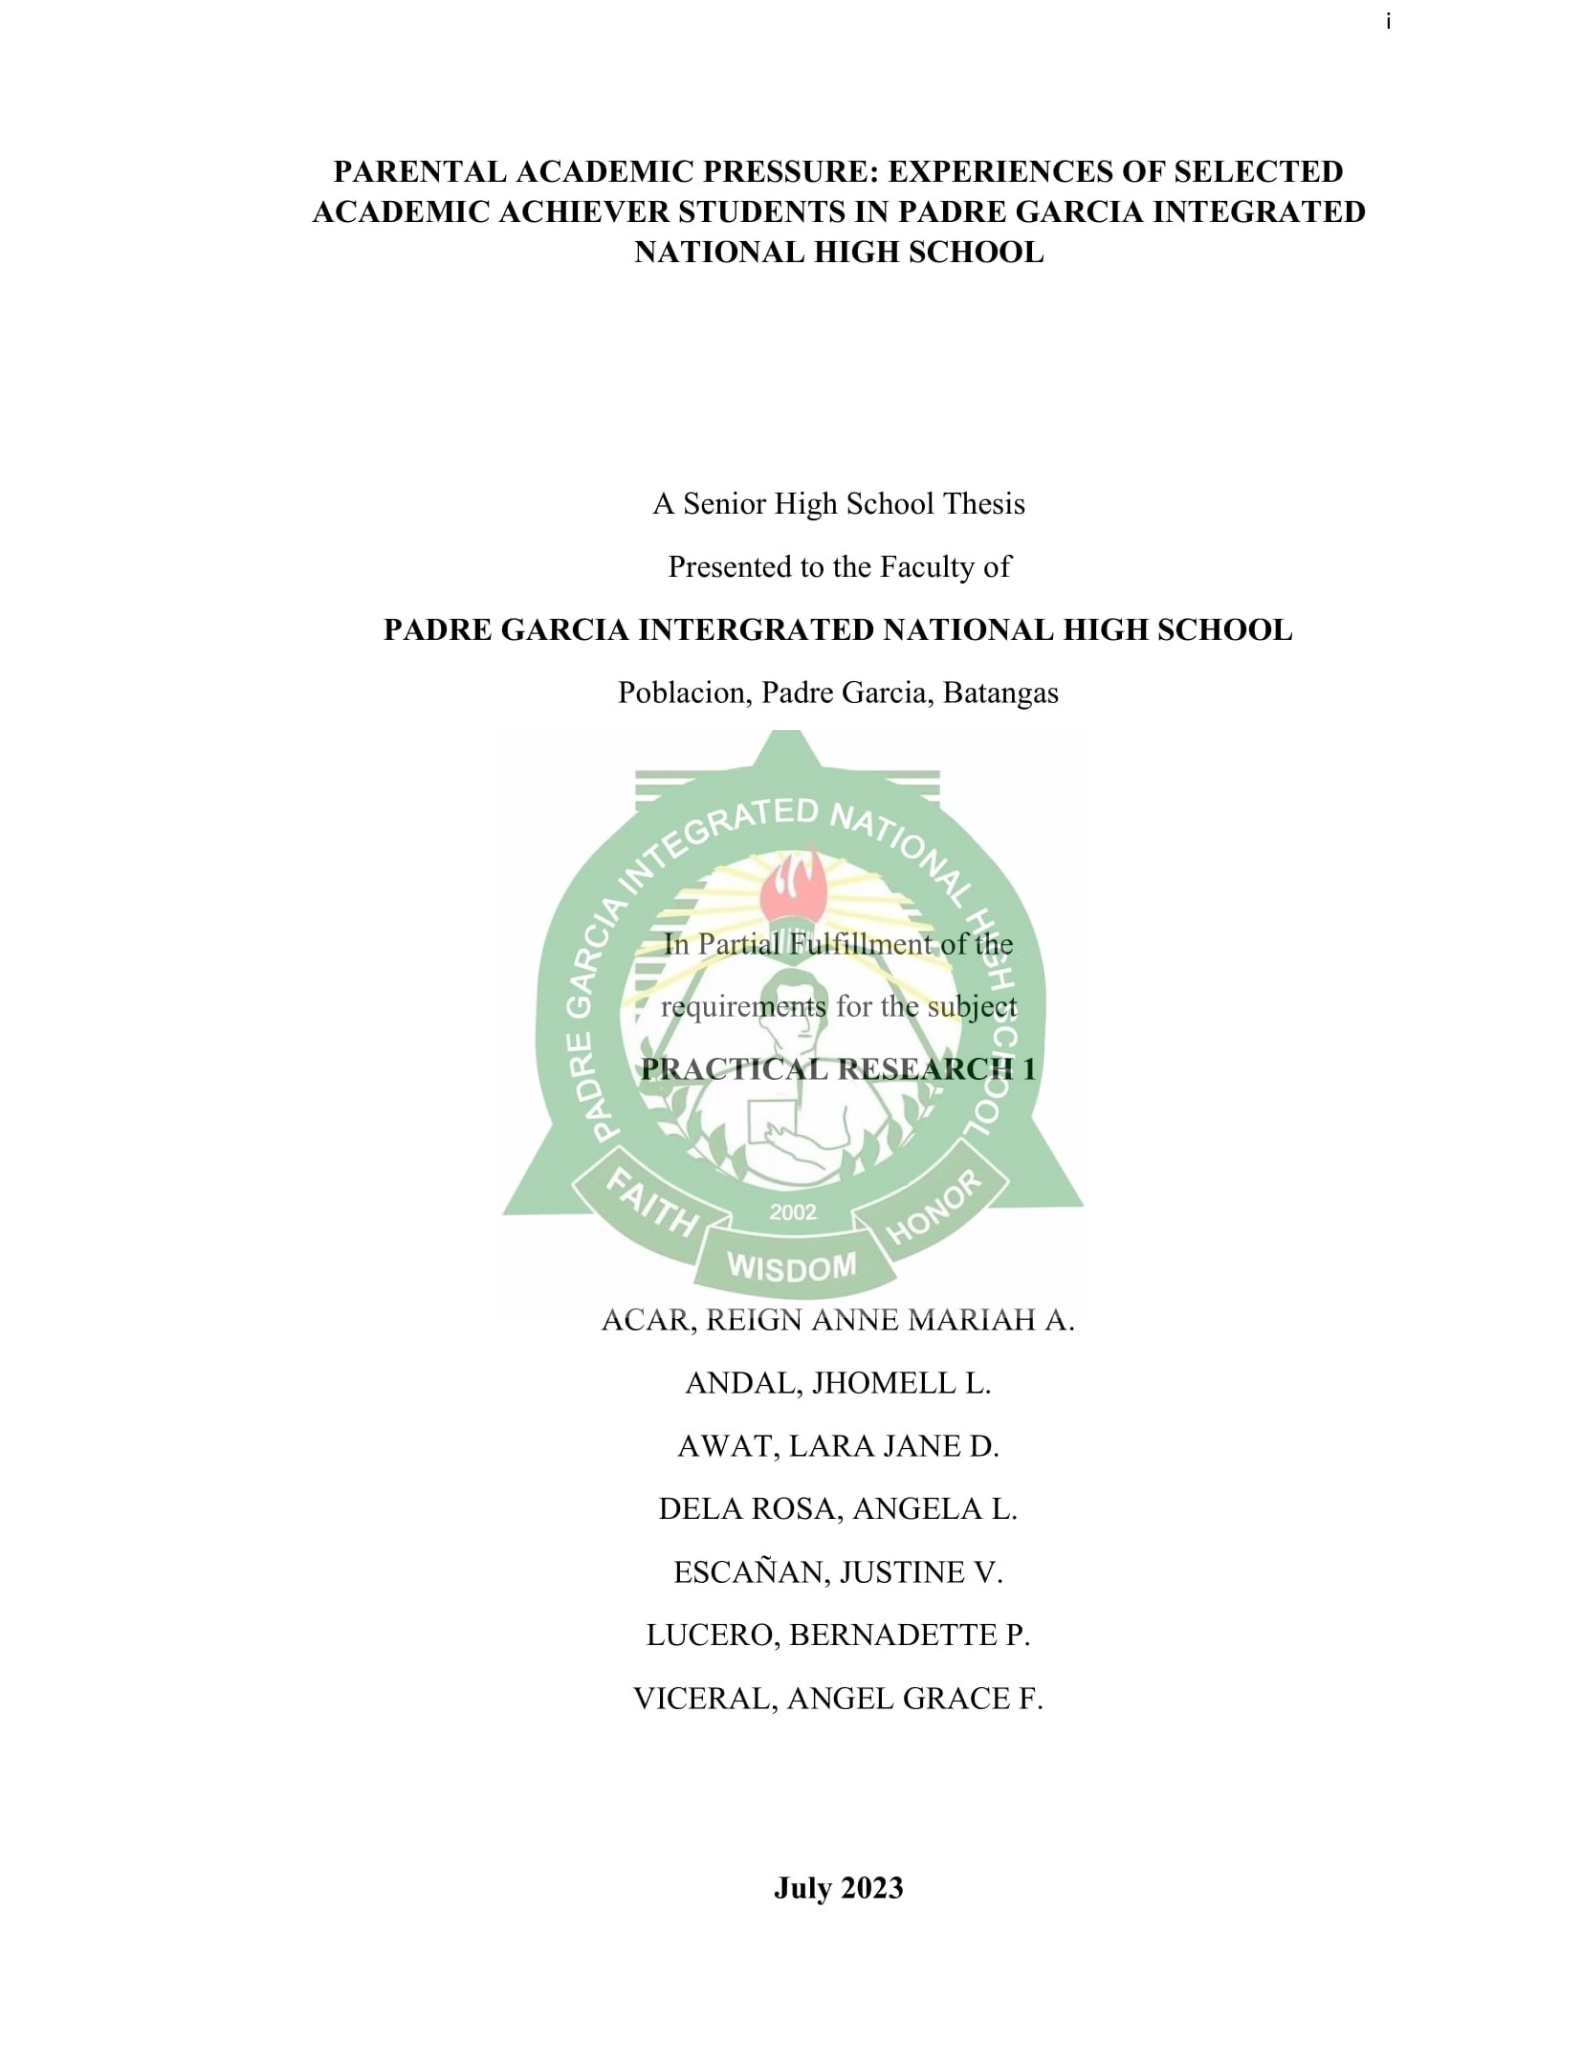 i
PARENTAL ACADEMIC PRESSURE: EXPERIENCES OF SELECTED
ACADEMIC ACHIEVER STUDENTS IN PADRE GARCIA INTEGRATED
NATIONAL HIGH SCHOOL
A Senior High School Thesis
Presented to the Faculty of
PADRE GARCIA INTERGRATED NATIONAL HIGH SCHOOL
Poblacion, Padre Garcia, Batangas
PADRE GARCIA INTEGRATED NATIONAL HIGH SCHOOL
In Partial Fulfillment of the
requirements for the subject
PRACTICAL RESEARCH 1
FAITH
2002
HONOR
WISDOM
ACAR, REIGN ANNE MARIAH A.
ANDAL, JHOMELL L.
AWAT, LARA JANE D.
DELA ROSA, ANGELA L.
ESCAÑAN, JUSTINE V.
LUCERO, BERNADETTE P.
VICERAL, ANGEL GRACE F.
July 2023